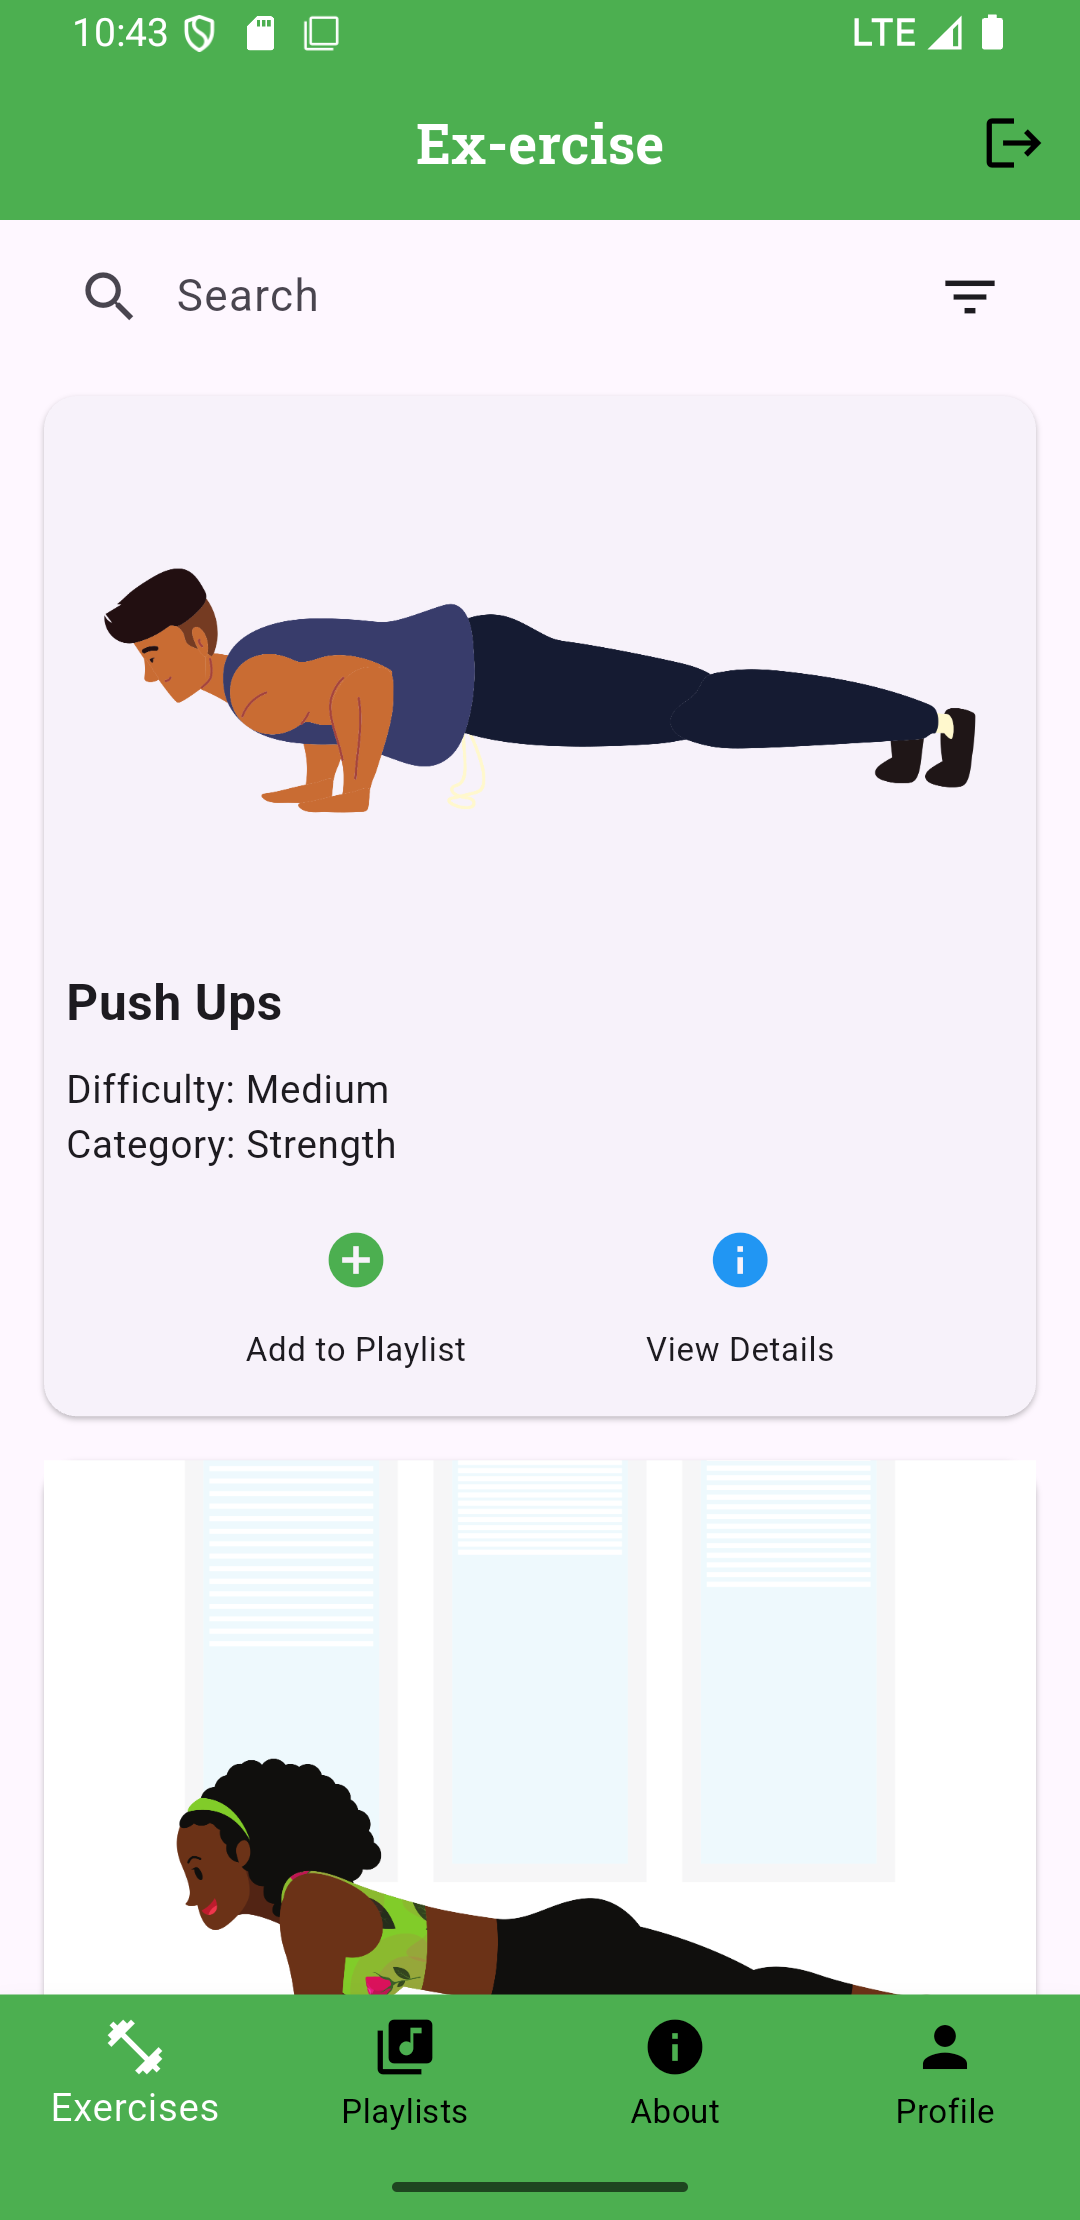 10:43
LTE
Ex-ercise
Search
Push Ups
Difficulty: Medium
Category: Strength
Add to Playlist
View Details
Exercises
Playlists
About
Profile